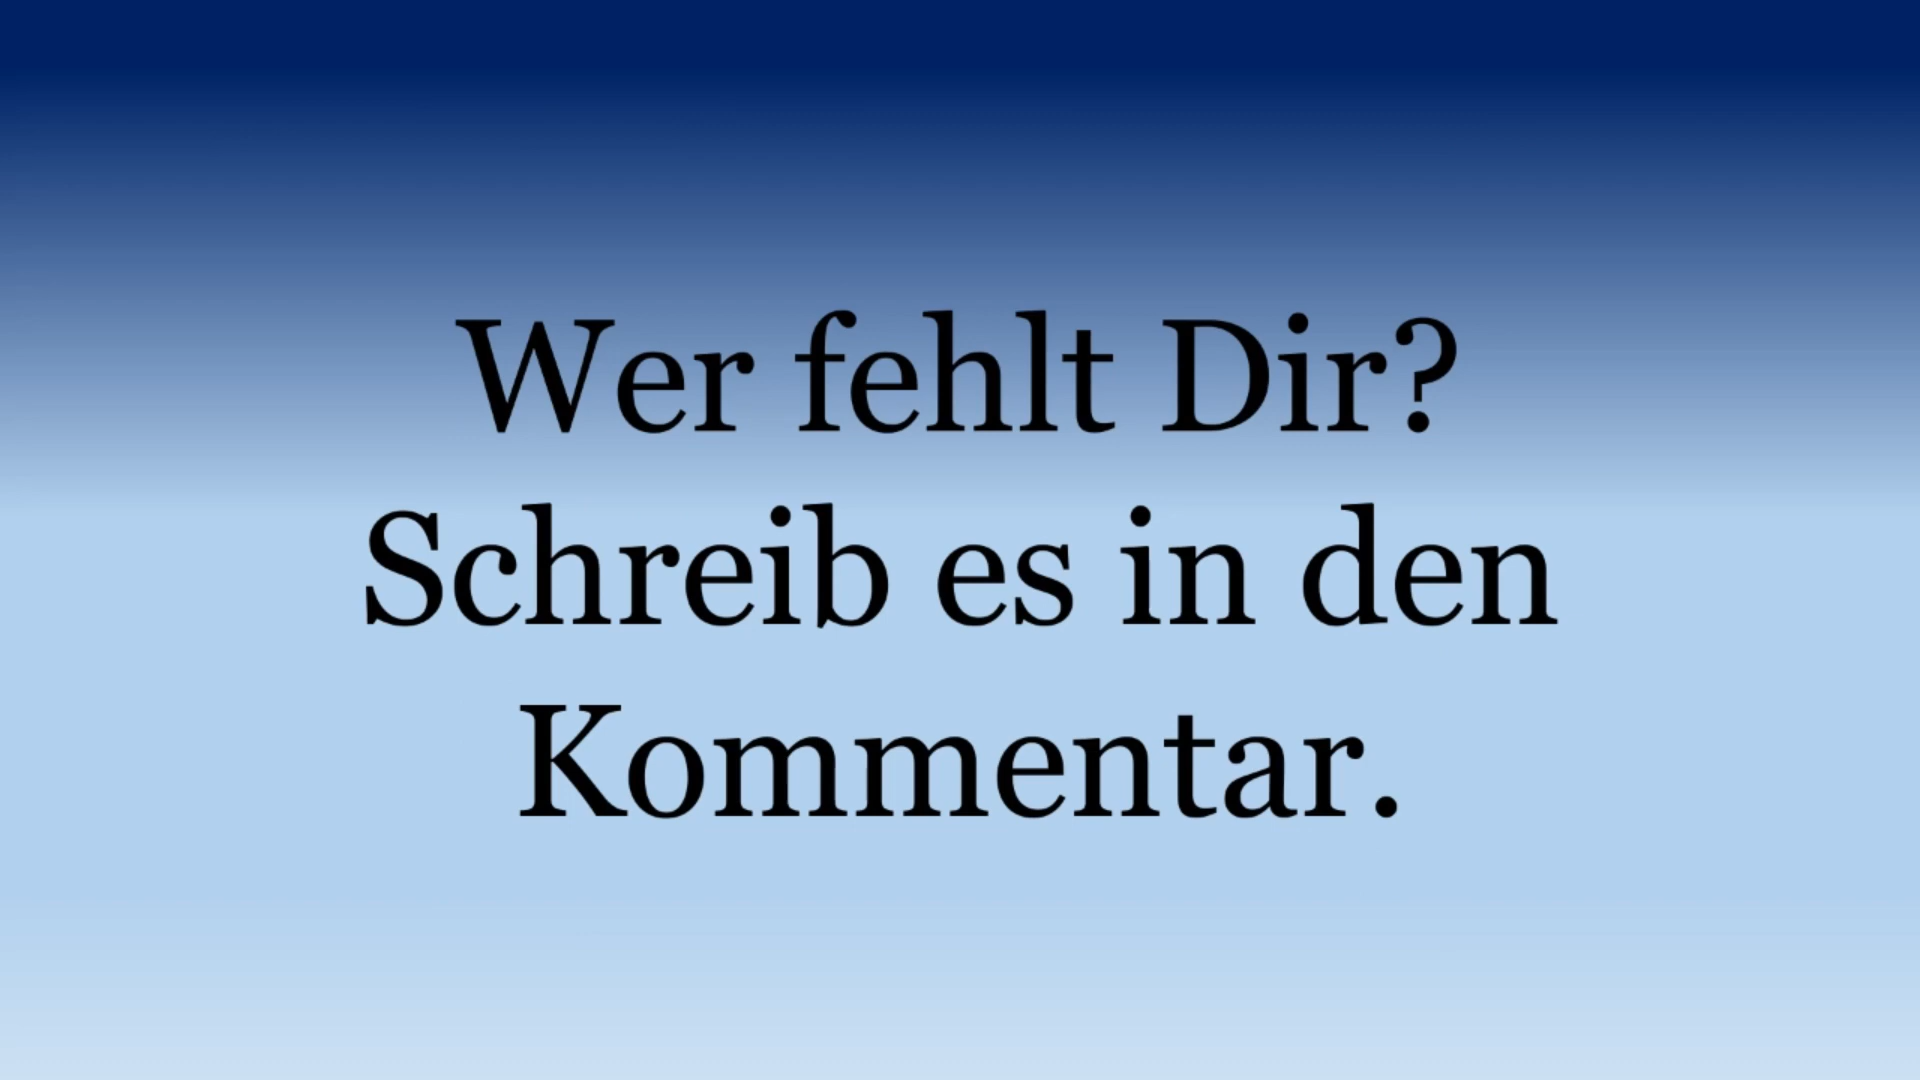 Wer fehlt Dir?
Schreib es in den
Kommentar.